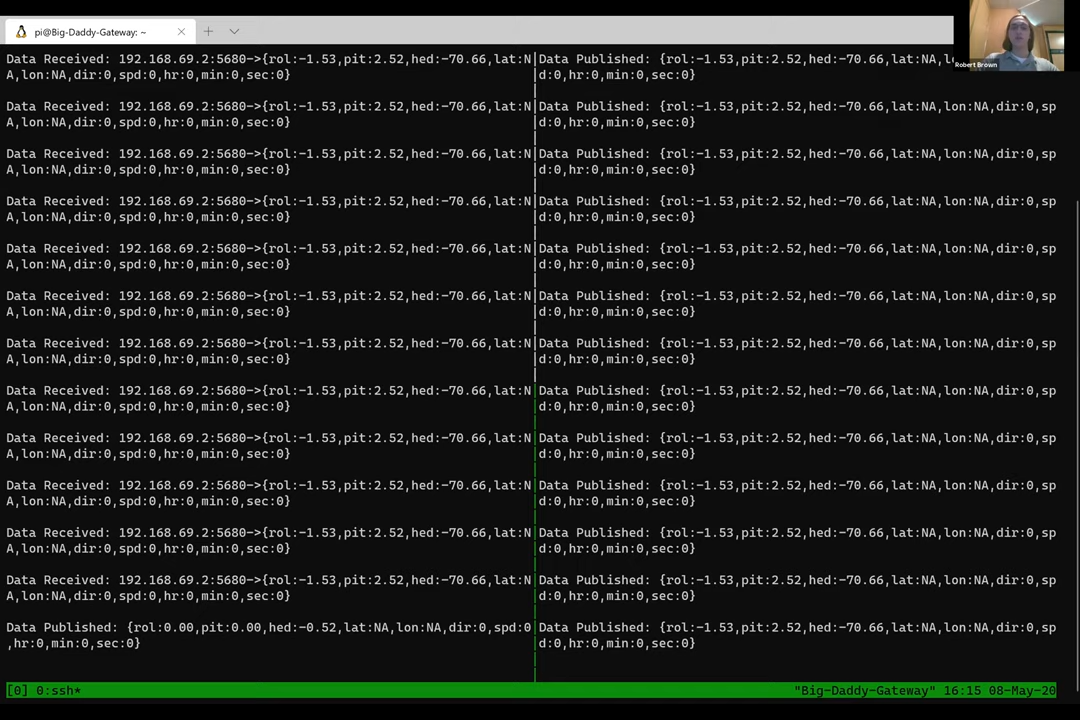 pi@Big-Daddy-Gateway: ~
Robert Brown
Data Received: 192.168.69.2:5680->{rol:-1.53,pit:2.52,hed:-70.66,lat:N
A,lon:NA,dir:0,spd:0,hr:0,min:0,sec:0}
Data Received: 192.168.69.2:5680->{rol:-1.53,pit:2.52,hed:-70.66,lat:N
A,lon:NA,dir:0,spd:0,hr:0,min:0,sec:0}
Data Received: 192.168.69.2:5680->{rol:-1.53,pit:2.52,hed:-70.66,lat:N
A,lon:NA,dir:0,spd:0,hr:0,min:0,sec:0}
Data Received: 192.168.69.2:5680->{rol:-1.53,pit:2.52,hed:-70.66,lat:N
A,lon:NA,dir:0,spd:0,hr:0,min:0,sec:0}
Data Received: 192.168.69.2:5680->{rol:-1.53,pit:2.52,hed:-70.66,lat:N
A,lon:NA,dir:0,spd:0,hr:0,min:0,sec:0}
Data Received: 192.168.69.2:5680->{rol:-1.53,pit:2.52,hed:-70.66,lat:N
A,lon:NA,dir:0,spd:0,hr:0,min:0,sec:0}
Data Received: 192.168.69.2:5680->{rol:-1.53,pit:2.52,hed:-70.66,lat:N
A,lon:NA,dir:0,spd:0,hr:0,min:0,sec:0}
Data Received: 192.168.69.2:5680->{rol:-1.53,pit:2.52,hed:-70.66,lat:N
A,lon:NA,dir:0,spd:0,hr:0,min:0,sec:0}
Data Received: 192.168.69.2:5680->{rol:-1.53,pit:2.52,hed:-70.66,lat:N
A,lon:NA,dir:0,spd:0,hr:0,min:0,sec:0}
Data Received: 192.168.69.2:5680->{rol:-1.53,pit:2.52,hed:-70.66,lat:N
A,lon:NA,dir:0,spd:0,hr:0,min:0,sec:0}
Data Received: 192.168.69.2:5680->{rol:-1.53,pit:2.52,hed:-70.66,lat:N
A,lon:NA,dir:0,spd:0,hr:0,min:0,sec:0}
Data Received: 192.168.69.2:5680->{rol:-1.53,pit:2.52,hed:-70.66,lat:N
A,lon:NA,dir:0,spd:0,hr:0,min:0,sec:0}
Data Published: {rol:0.00,pit:0.00,hed:-0.52,lat:NA,lon:NA,dir:0,spd:0
,hr:0,min:0,sec:0}
Data Published: {rol:-1.53,pit:2.52,hed:-70.66,lat:NA,
d:0,hr:0,min:0,sec:0}
Data Published: {rol:-1.53,pit:2.52,hed:-70.66,lat:NA,lon:NA,dir:0,sp
d:0,hr:0,min:0,sec:0}
Data Published: {rol:-1.53,pit:2.52,hed:-70.66,lat:NA,lon:NA,dir:0,sp
d:0,hr:0,min:0,sec:0}
Data Published: {rol:-1.53,pit:2.52,hed:-70.66,lat:NA,lon:NA,dir:0,sp
d:0,hr:0,min:0,sec:0}
Data Published: {rol:-1.53,pit:2.52,hed:-70.66,lat:NA,lon:NA,dir:0,sp
d:0,hr:0,min:0,sec:0}
Data Published: {rol:-1.53,pit:2.52,hed:-70.66,lat:NA,lon:NA,dir:0,sp
d:0,hr:0,min:0,sec:0}
Data Published: {rol:-1.53,pit:2.52,hed:-70.66,lat:NA,lon:NA,dir:0,sp
d:0,hr:0,min:0,sec:0}
Data Published: {rol:-1.53,pit:2.52,hed:-70.66,lat:NA,lon:NA,dir:0,sp
d:0,hr:0,min:0,sec:0}
Data Published: {rol:-1.53,pit:2.52,hed:-70.66,lat:NA,lon:NA,dir:0,sp
d:0,hr:0,min:0,sec:0}
Data Published: {rol:-1.53,pit:2.52,hed:-70.66,lat:NA,lon:NA,dir:0,sp
d:0,hr:0,min:0,sec:0}
Data Published: {rol:-1.53,pit:2.52,hed:-70.66,lat:NA,lon:NA,dir:0,sp
d:0,hr:0,min:0,sec:0}
Data Published: {rol:-1.53,pit:2.52,hed:-70.66,lat:NA,lon:NA,dir:0,sp
d:0,hr:0,min:0,sec:0}
Data Published: {rol:-1.53,pit:2.52,hed:-70.66,lat:NA,lon:NA,dir:0,sp
d:0,hr:0,min:0,sec:0}
[0] 0:ssh* "Big-Daddy-Gateway" 16:15 08-May-20